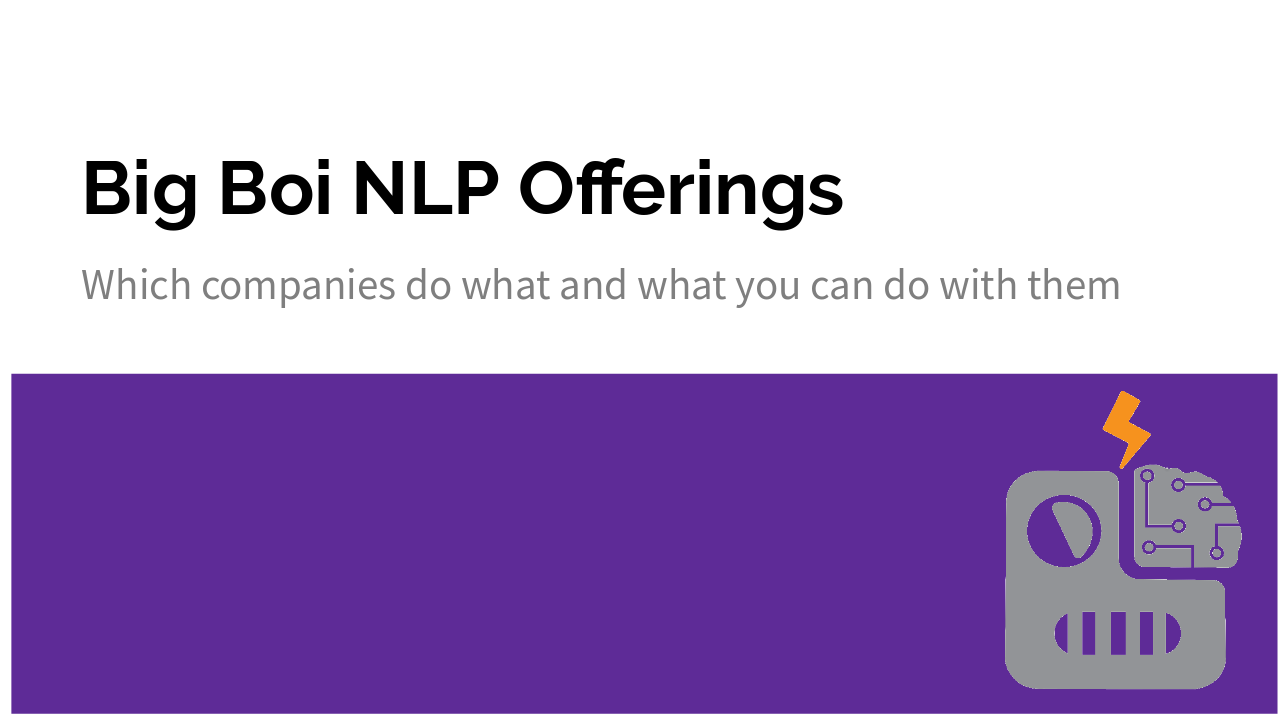 Big Boi NLP Offerings
Which companies do what and what you can do with them